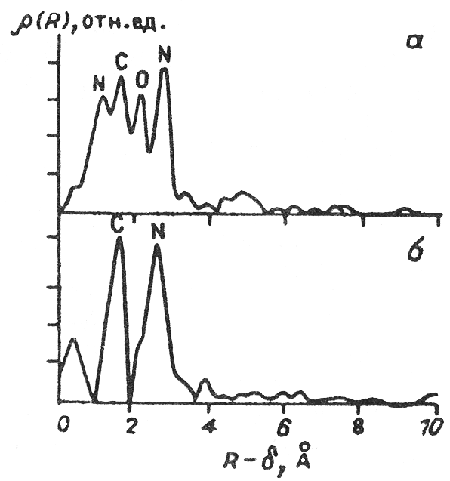 ρ(R), отн.ед.
а
N C O N
б
C N
0 2 4 6 8 10
R-δ, Å